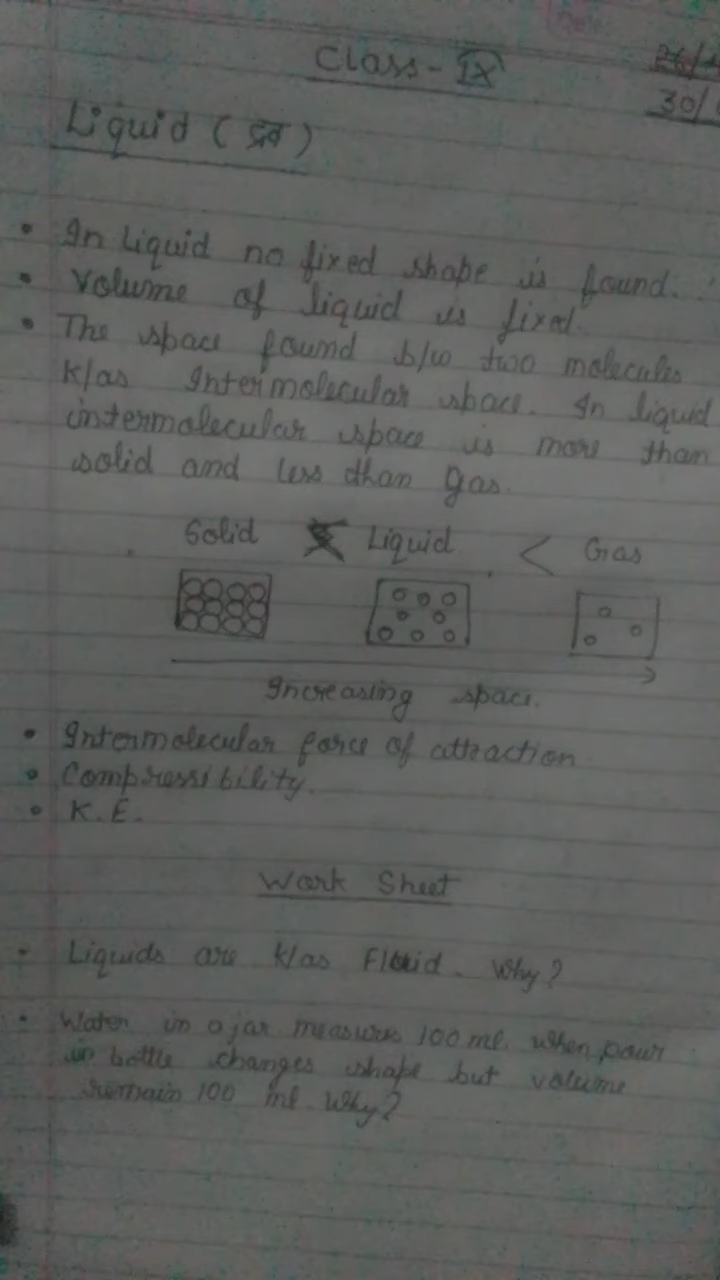 Class - IX
30/
Liquid (द्रव)
• In Liquid no fixed shape is found.
• Volume of liquid is fixed.
• The space found b/w two molecules
K/as Intermolecular space. In liquid
intermolecular space is more than
solid and less than gas.
Solid Liquid < Gas
Increasing space.
• Intermolecular force of attraction
• Compressibility.
• K.E.
Work Sheet
- Liquids are k/as Fluid. Why?
- Water in a jar measures 100 ml. when pour
in bottle changes shape but volume
remain 100 ml Why?